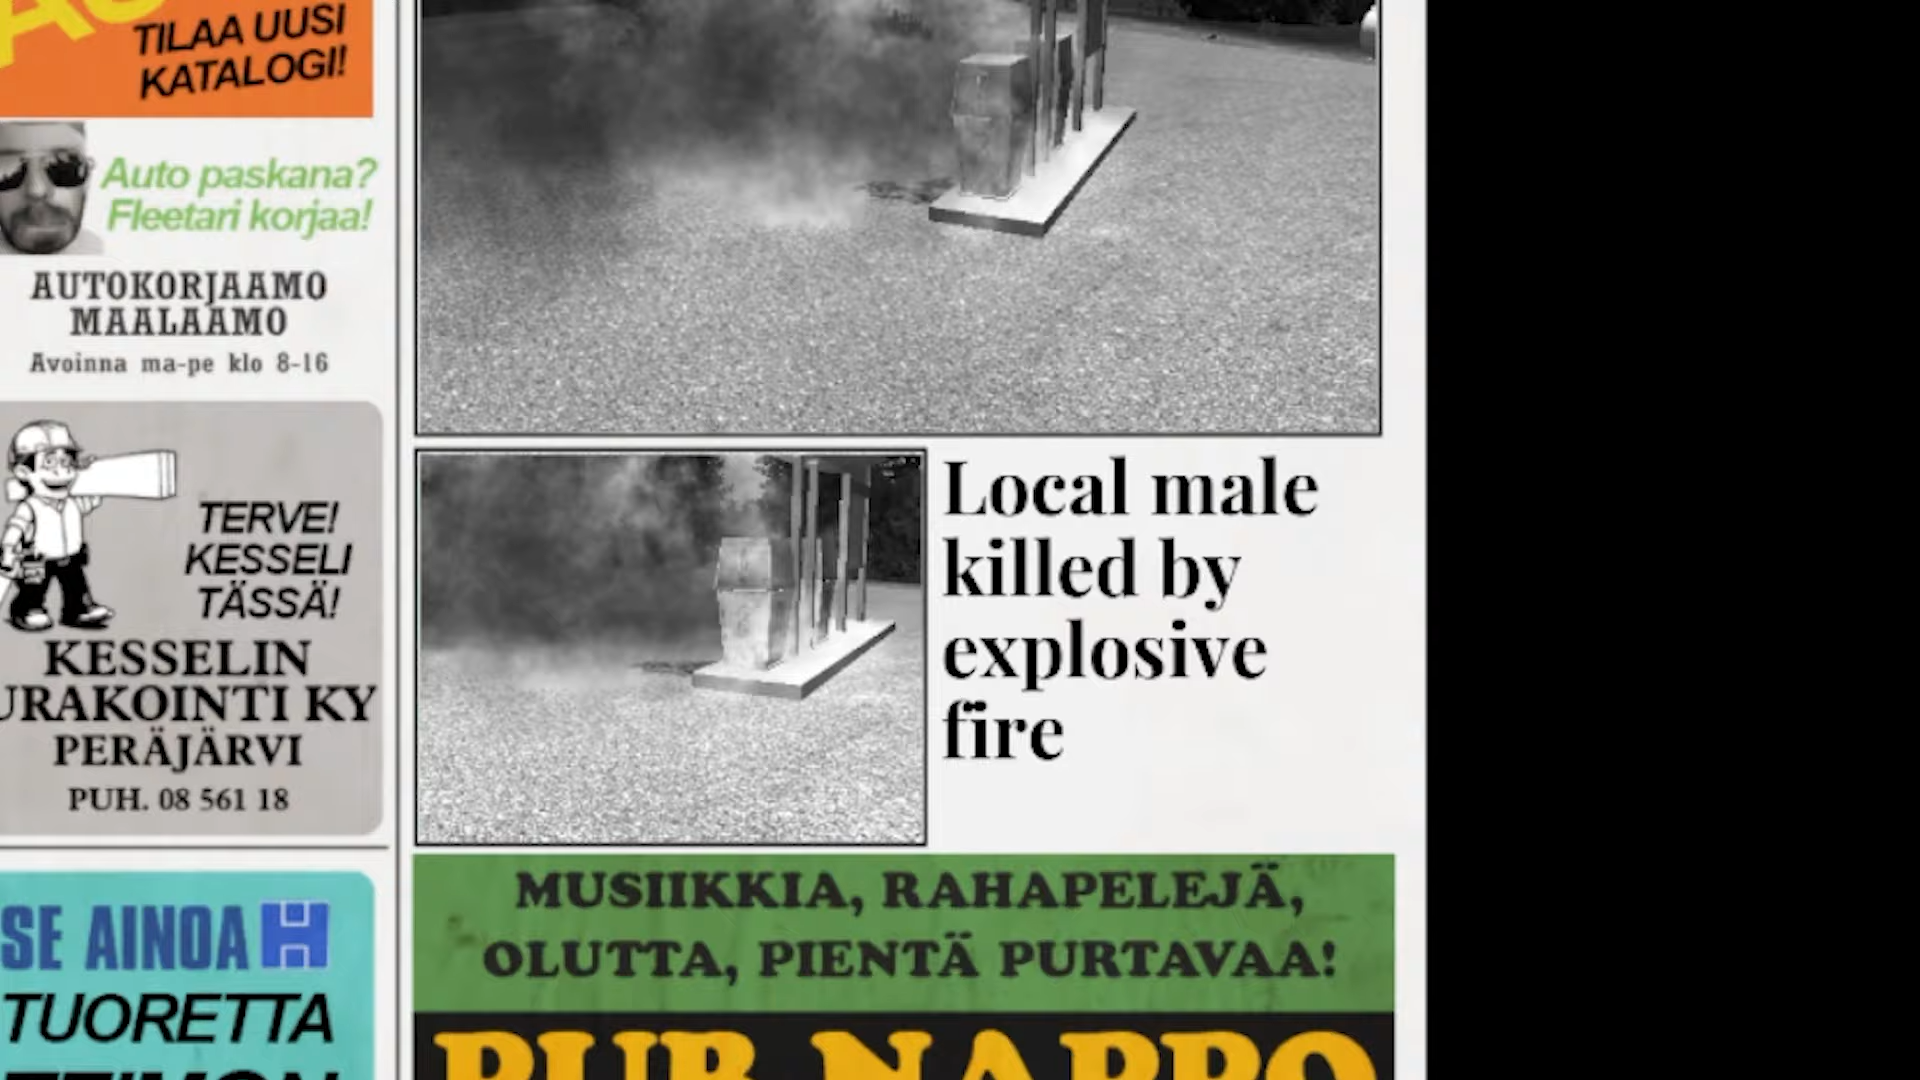 TILAA UUSI
KATALOGI!
Auto paskana?
Fleetari korjaa!
AUTOKORJAAMO
MAALAAMO
Avoinna ma-pe klo 8-16
TERVE!
KESSELI
TÄSSÄ!
KESSELIN
URAKOINTI KY
PERÄJÄRVI
PUH. 08 561 18
SE AINOA H
TUORETTA
Local male
killed by
explosive
fire
MUSIIKKIA, RAHAPELEJÄ,
OLUTTA, PIENTÄ PURTAVAA!
PUB NAPPO